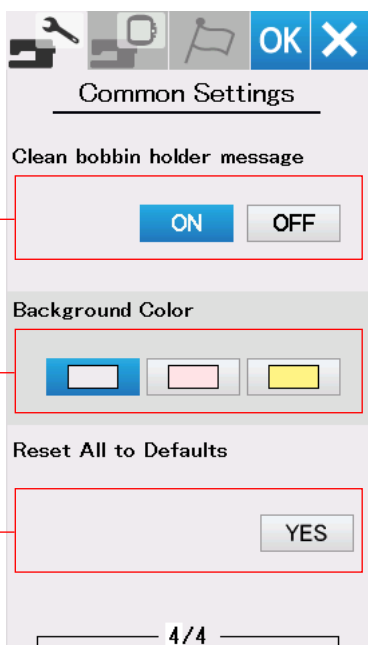 OK
Common Settings
Clean bobbin holder message
ON OFF
Background Color
Reset All to Defaults
YES
4/4